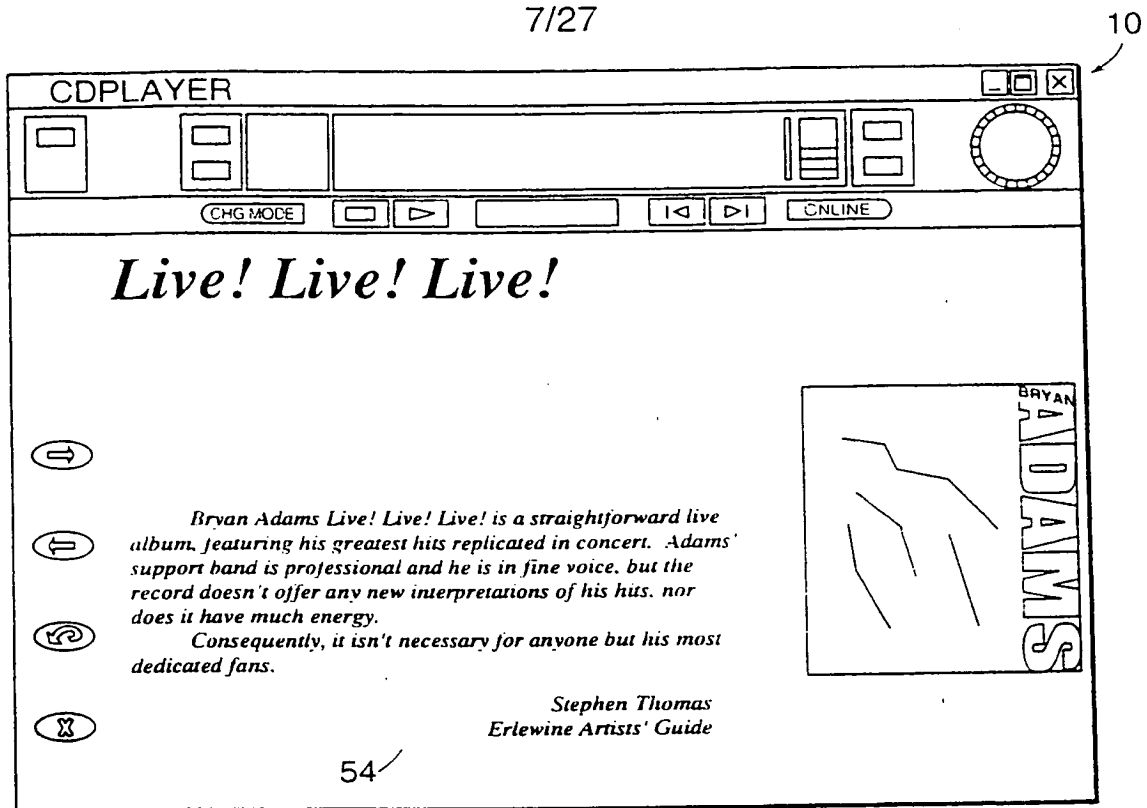 7/27
10
CDPLAYER
CHG MODE
ONLINE
Live! Live! Live!
BRYAN
ADAMS
Bryan Adams Live! Live! Live! is a straightforward live
album, featuring his greatest hits replicated in concert. Adams'
support band is professional and he is in fine voice, but the
record doesn't offer any new interpretations of his hits, nor
does it have much energy.
Consequently, it isn't necessary for anyone but his most
dedicated fans.
Stephen Thomas
Erlewine Artists' Guide
54